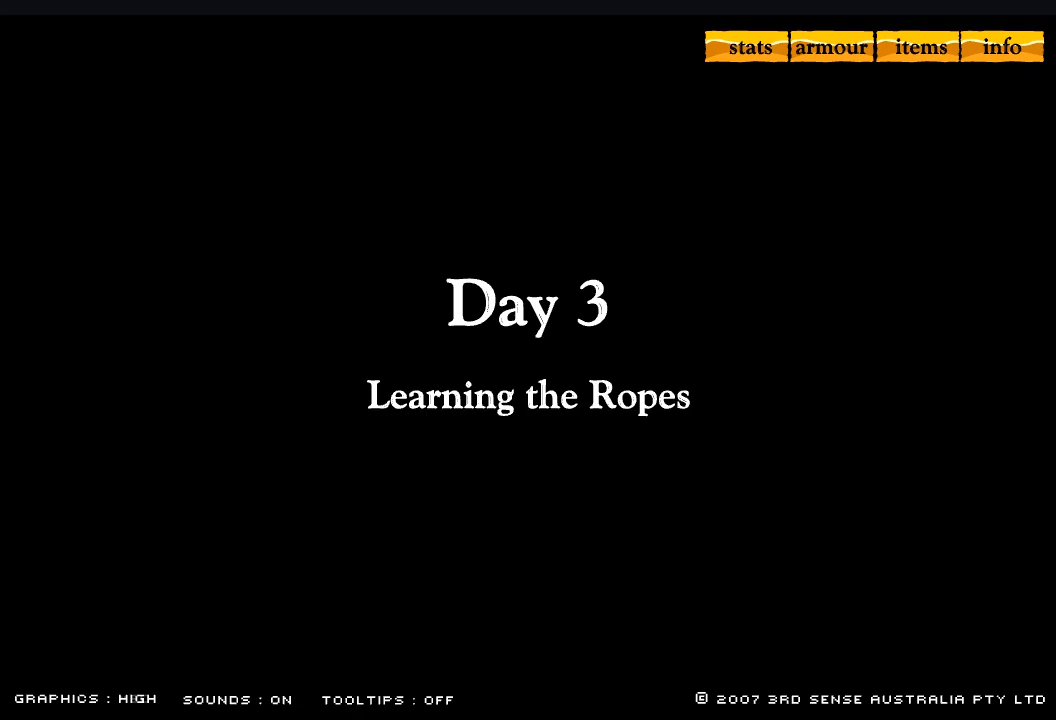 stats armour items info
Day 3
Learning the Ropes
GRAPHICS : HIGH SOUNDS : ON TOOLTIPS : OFF © 2007 3RD SENSE AUSTRALIA PTY LTD